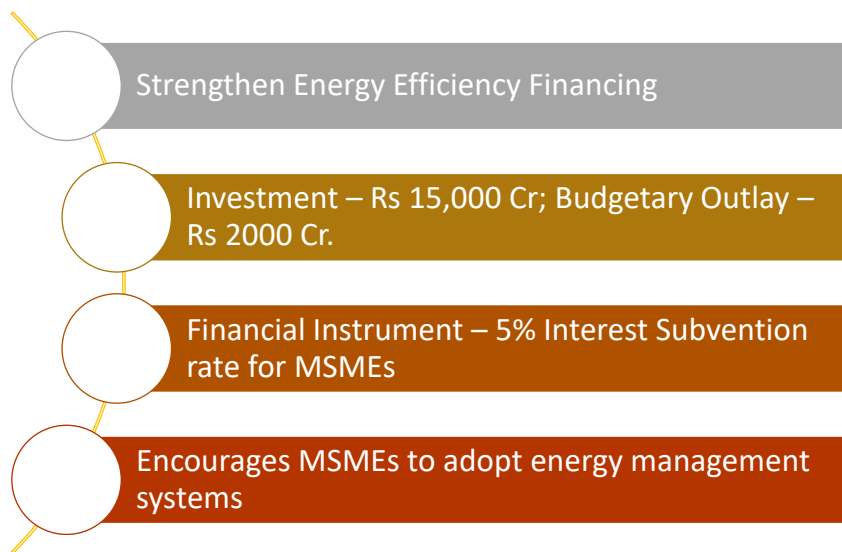 Strengthen Energy Efficiency Financing
Investment – Rs 15,000 Cr; Budgetary Outlay –
Rs 2000 Cr.
Financial Instrument – 5% Interest Subvention
rate for MSMEs
Encourages MSMEs to adopt energy management
systems